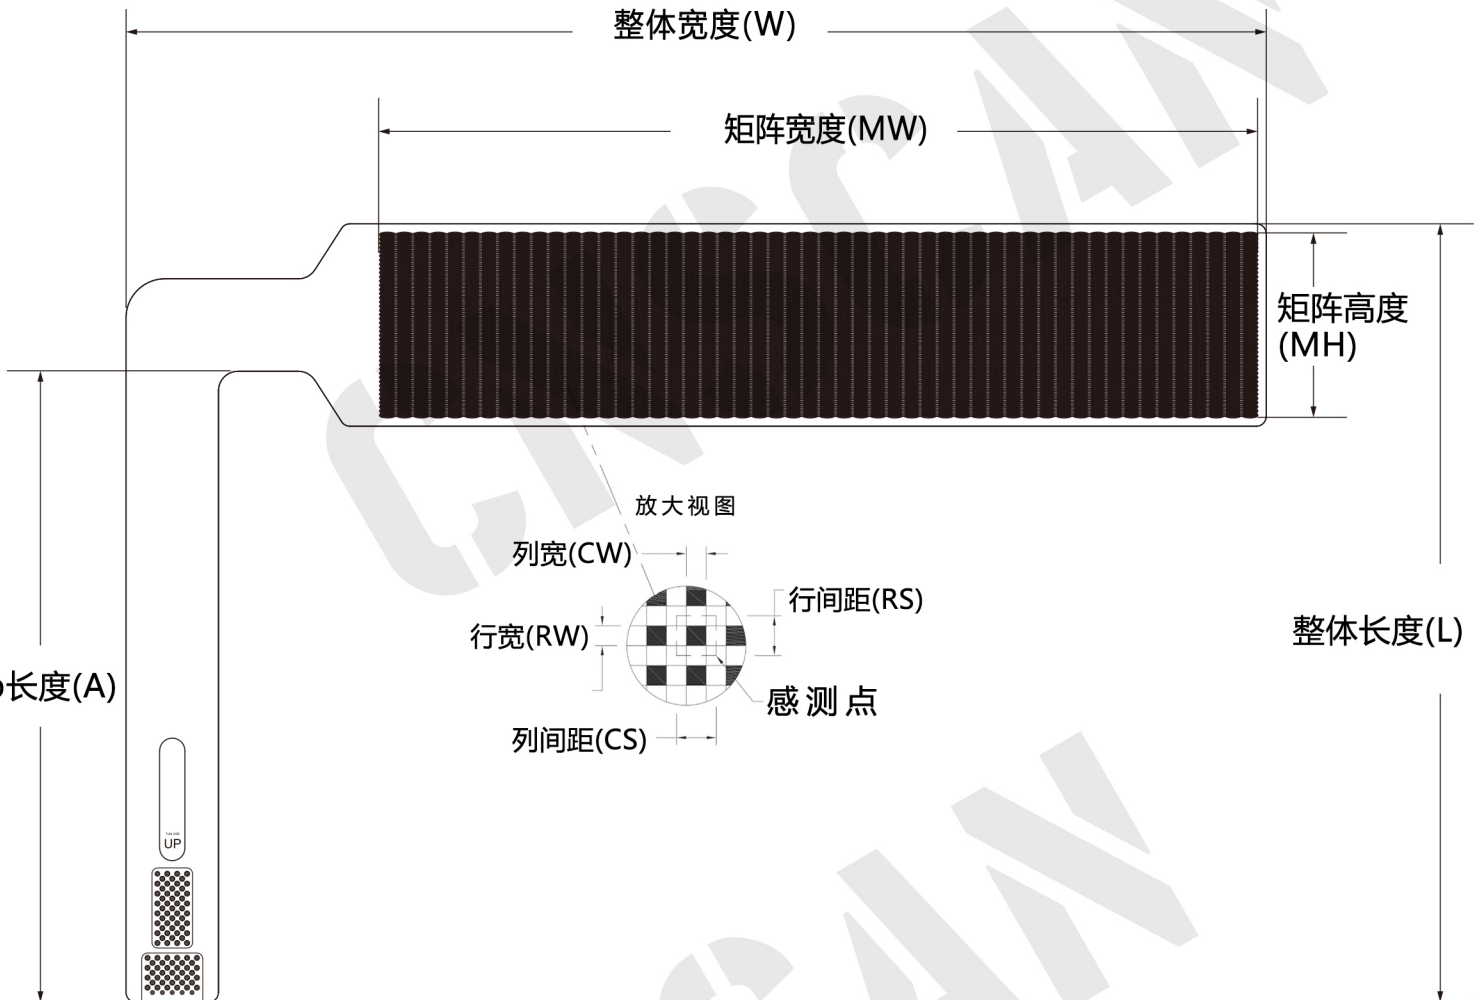 整体宽度(W)
矩阵宽度(MW)
矩阵高度
(MH)
放大视图
列宽(CW)
行间距(RS)
行宽(RW)
整体长度(L)
长度(A)
感测点
列间距(CS)
UP
CNSCAN
SCAN